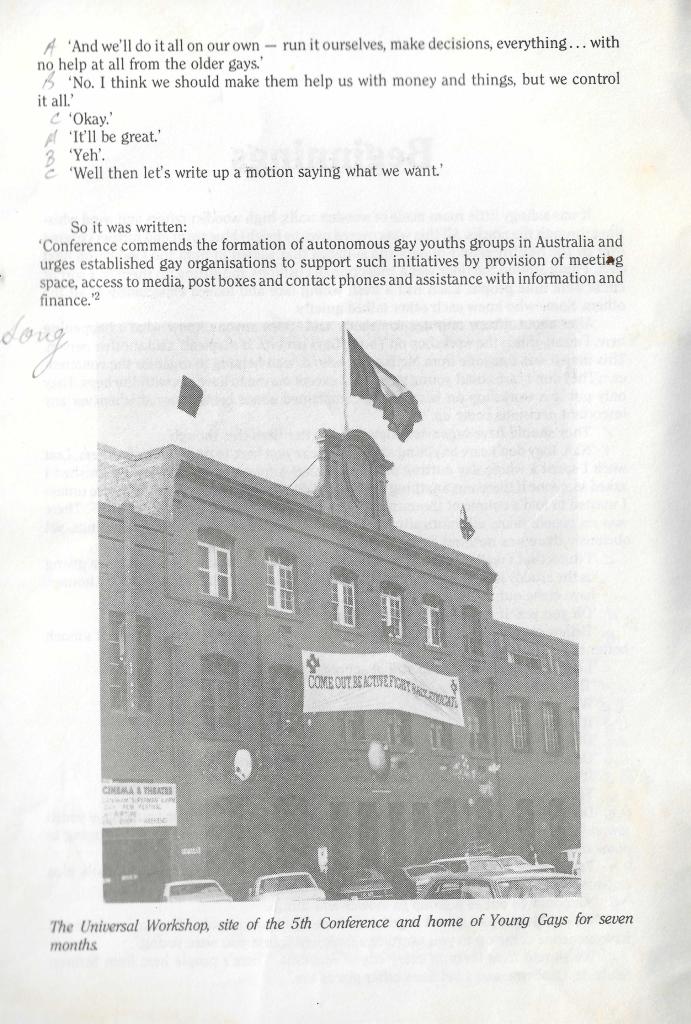 A 'And we'll do it all on our own — run it ourselves, make decisions, everything... with
no help at all from the older gays.'
B 'No. I think we should make them help us with money and things, but we control
it all.'
C 'Okay.'
A 'It'll be great.'
B 'Yeh'.
C 'Well then let's write up a motion saying what we want.'
So it was written:
'Conference commends the formation of autonomous gay youths groups in Australia and
urges established gay organisations to support such initiatives by provision of meeting
space, access to media, post boxes and contact phones and assistance with information and
finance.'2
Song
COME OUT BE ACTIVE FIGHT BACK
CINEMA & THEATRE
FILM FESTIVAL
The Universal Workshop, site of the 5th Conference and home of Young Gays for seven
months.